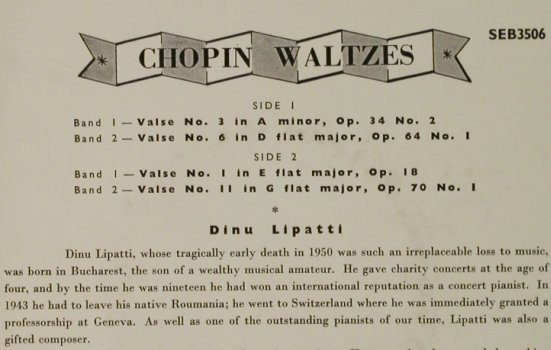 SEB3506
* CHOPIN WALTZES *
SIDE 1
Band 1 — Valse No. 3 in A minor, Op. 34 No. 2
Band 2 — Valse No. 6 in D flat major, Op. 64 No. 1
SIDE 2
Band 1 — Valse No. 1 in E flat major, Op. 18
Band 2 — Valse No. 11 in G flat major, Op. 70 No. 1
*
Dinu Lipatti
Dinu Lipatti, whose tragically early death in 1950 was such an irreplaceable loss to music,
was born in Bucharest, the son of a wealthy musical amateur. He gave charity concerts at the age of
four, and by the time he was nineteen he had won an international reputation as a concert pianist. In
1943 he had to leave his native Roumania; he went to Switzerland where he was immediately granted a
professorship at Geneva. As well as one of the outstanding pianists of our time, Lipatti was also a
gifted composer.